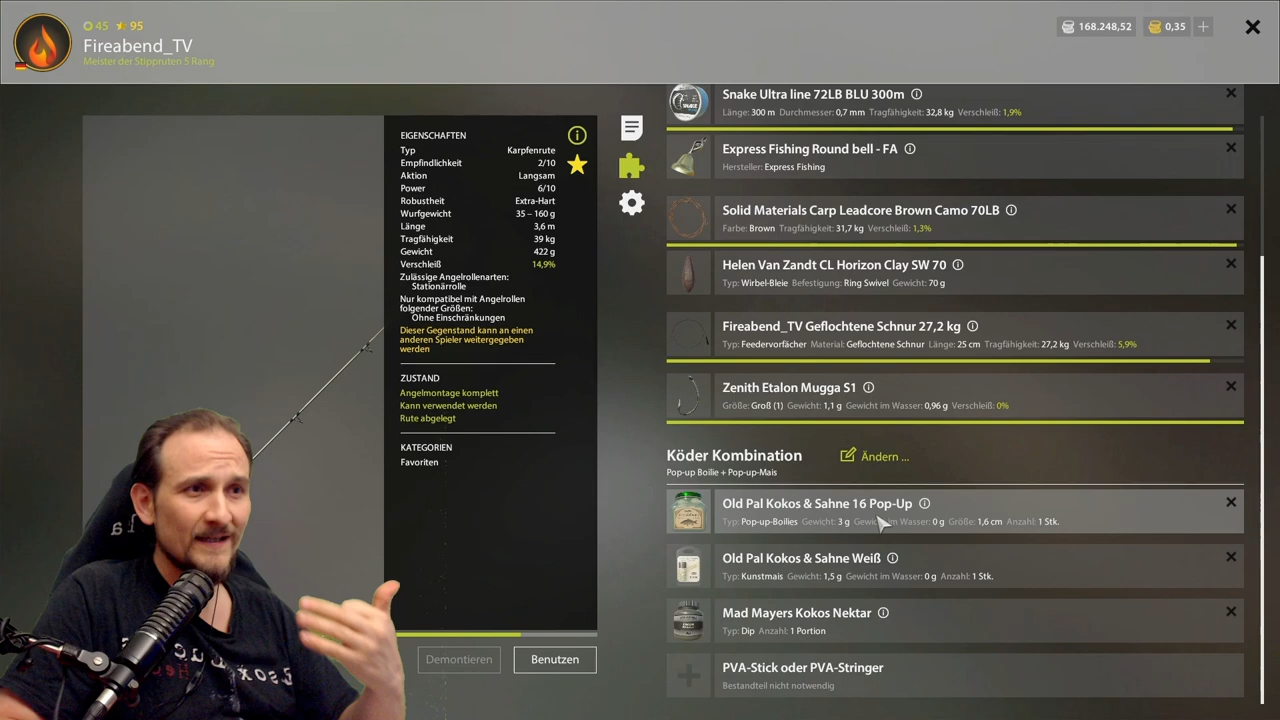 45 95
Fireabend_TV
Meister der Stippruten 5 Rang
168.248,52
0,35
EIGENSCHAFTEN
Typ Karpfenrute
Empfindlichkeit 2/10
Aktion Langsam
Power 6/10
Robustheit Extra-Hart
Wurfgewicht 35 – 160 g
Länge 3,6 m
Tragfähigkeit 39 kg
Gewicht 422 g
Verschleiß 14,9%
Zulässige Angelrollenarten:
Stationärrolle
Nur kompatibel mit Angelrollen
folgender Größen:
Ohne Einschränkungen
Dieser Gegenstand kann an einen
anderen Spieler weitergegeben
werden
ZUSTAND
Angelmontage komplett
Kann verwendet werden
Rute abgelegt
KATEGORIEN
Favoriten
Demontieren
Benutzen
Snake Ultra line 72LB BLU 300m
Länge: 300 m Durchmesser: 0,7 mm Tragfähigkeit: 32,8 kg Verschleiß: 1,9%
Express Fishing Round bell - FA
Hersteller: Express Fishing
Solid Materials Carp Leadcore Brown Camo 70LB
Farbe: Brown Tragfähigkeit: 31,7 kg Verschleiß: 1,3%
Helen Van Zandt CL Horizon Clay SW 70
Typ: Wirbel-Bleie Befestigung: Ring Swivel Gewicht: 70 g
Fireabend_TV Geflochtene Schnur 27,2 kg
Typ: Feedervorfächer Material: Geflochtene Schnur Länge: 25 cm Tragfähigkeit: 27,2 kg Verschleiß: 5,9%
Zenith Etalon Mugga S1
Größe: Groß (1) Gewicht: 1,1 g Gewicht im Wasser: 0,96 g Verschleiß: 0%
Köder Kombination
Ändern ...
Pop-up Boilie + Pop-up-Mais
Old Pal Kokos & Sahne 16 Pop-Up
Typ: Pop-up-Boilies Gewicht: 3 g Gewicht im Wasser: 0 g Größe: 1,6 cm Anzahl: 1 Stk.
Old Pal Kokos & Sahne Weiß
Typ: Kunstmais Gewicht: 1,5 g Gewicht im Wasser: 0 g Anzahl: 1 Stk.
Mad Mayers Kokos Nektar
Typ: Dip Anzahl: 1 Portion
PVA-Stick oder PVA-Stringer
Bestandteil nicht notwendig